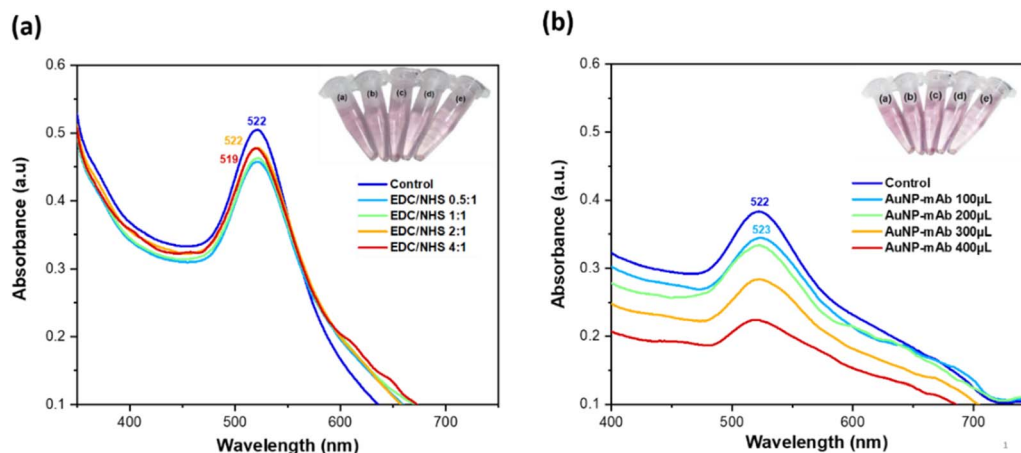 (a)
0.6
0.5
0.4
0.3
0.2
0.1
Absorbance (a.u)
400
500
600
700
Wavelength (nm)
522
522
519
(a) (b) (c) (d) (e)
Control
EDC/NHS 0.5:1
EDC/NHS 1:1
EDC/NHS 2:1
EDC/NHS 4:1
(b)
0.6
0.5
0.4
0.3
0.2
0.1
Absorbance (a.u.)
400
500
600
700
Wavelength (nm)
522
523
(a) (b) (c) (d) (e)
Control
AuNP-mAb 100µL
AuNP-mAb 200µL
AuNP-mAb 300µL
AuNP-mAb 400µL
1